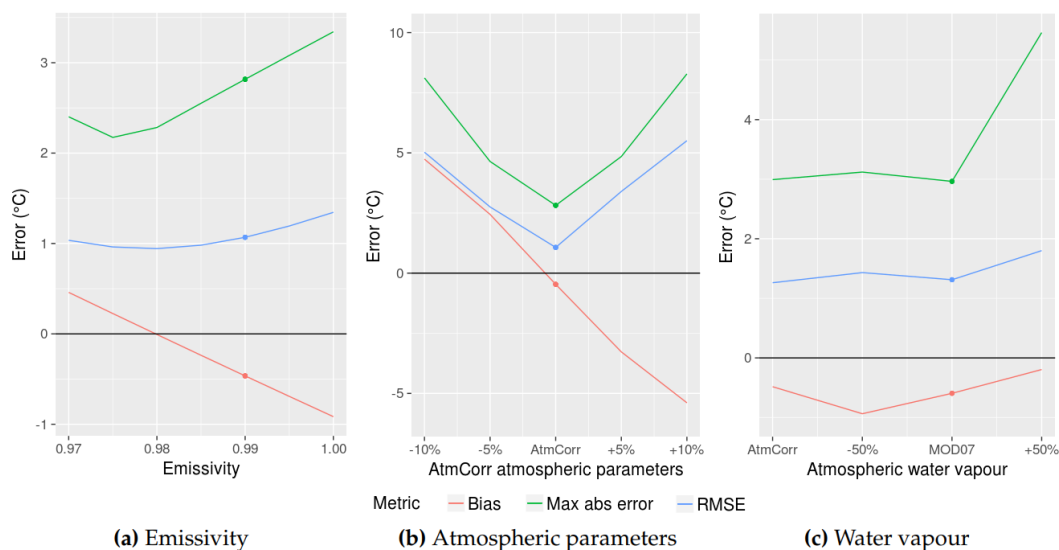 3
2
1
0
-1
Error (°C)
0.97 0.98 0.99 1.00
Emissivity
10
5
0
-5
Error (°C)
-10% -5% AtmCorr +5% +10%
AtmCorr atmospheric parameters
4
2
0
Error (°C)
AtmCorr -50% MOD07 +50%
Atmospheric water vapour
Metric Bias Max abs error RMSE
(a) Emissivity
(b) Atmospheric parameters
(c) Water vapour